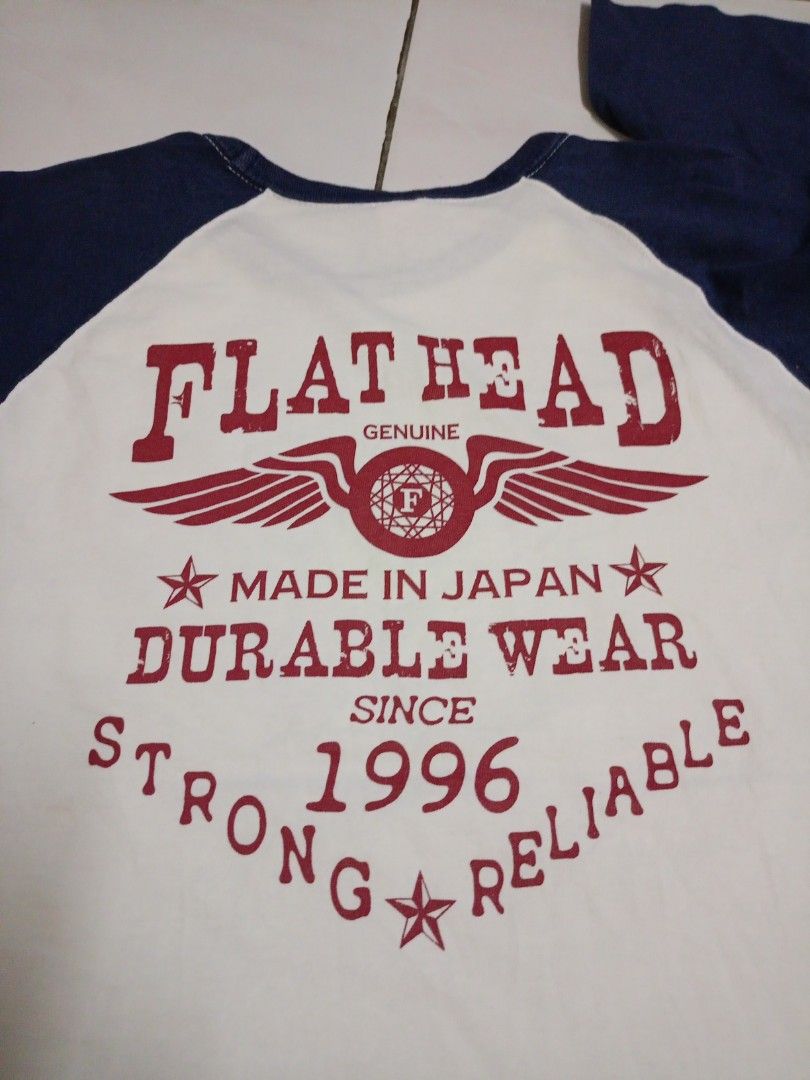 FLAT HEAD
GENUINE
F
MADE IN JAPAN
DURABLE WEAR
SINCE
1996
STRONG RELIABLE